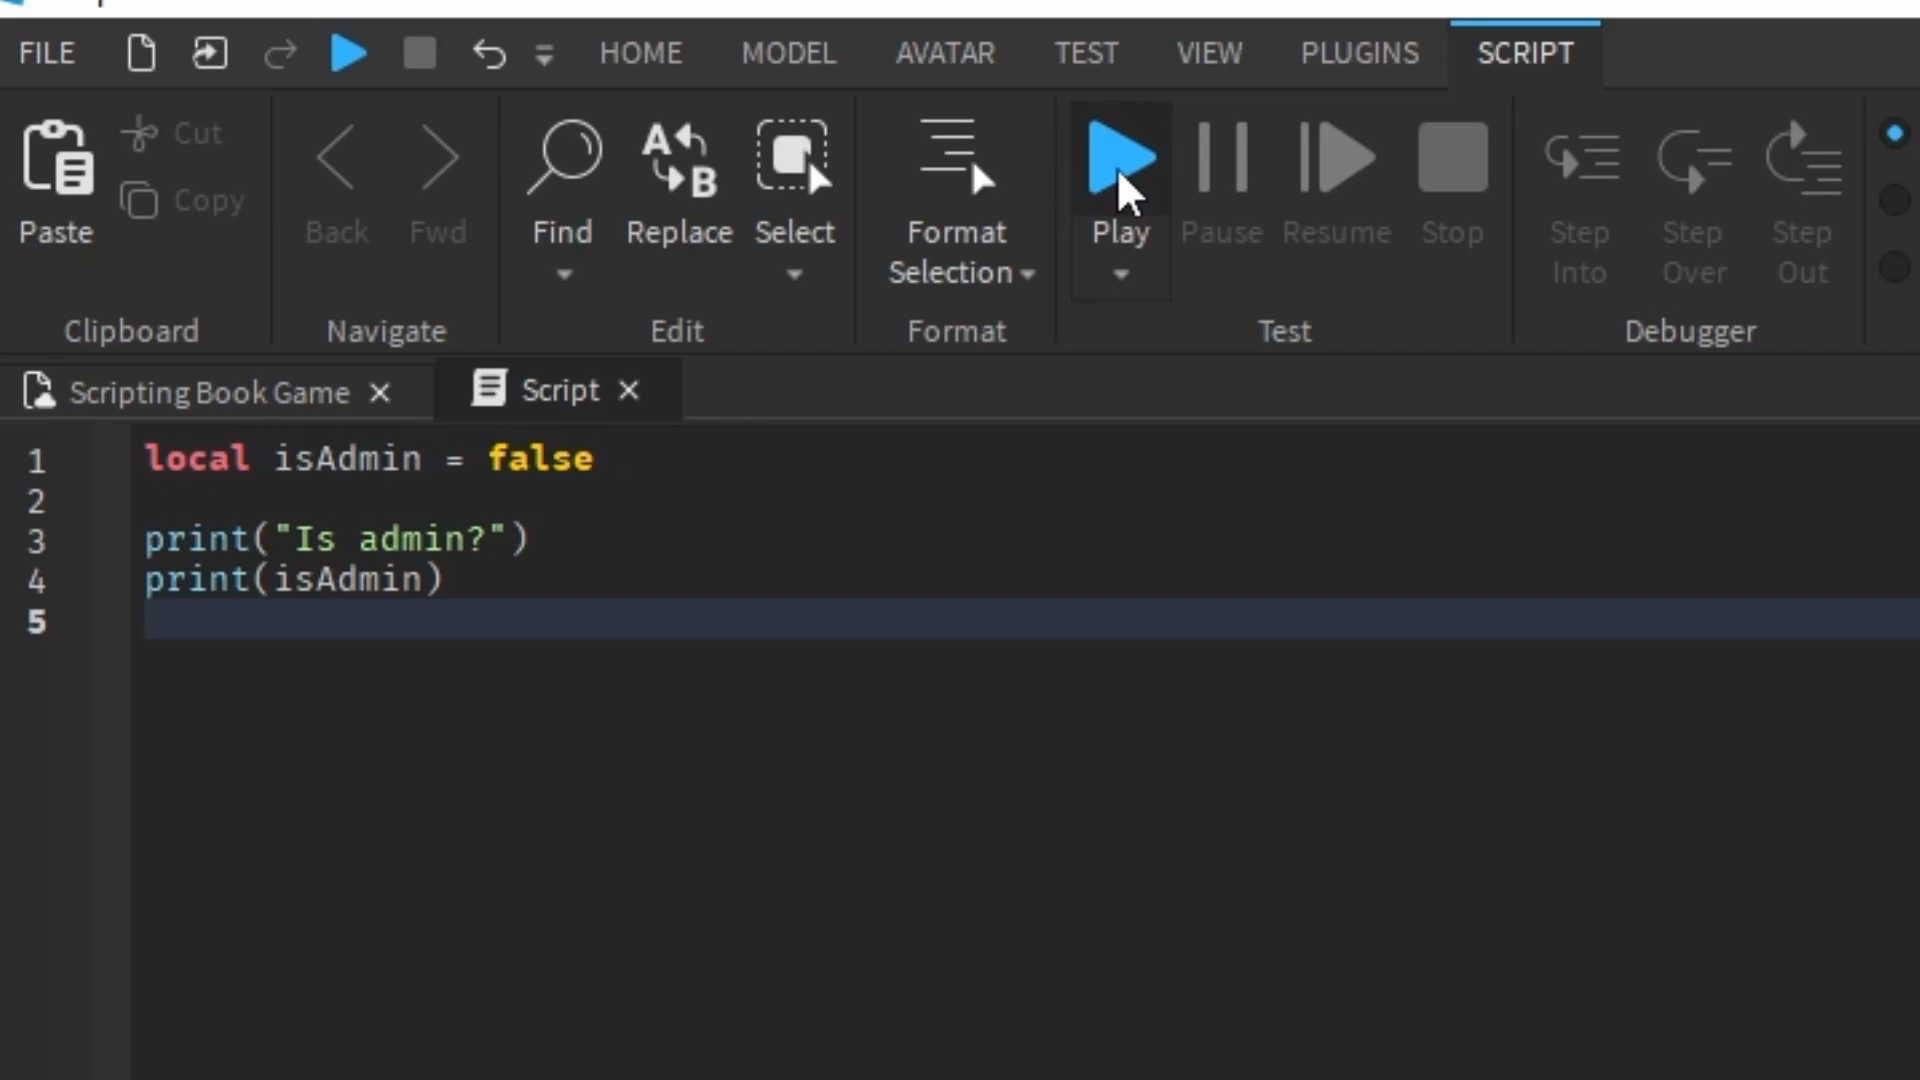 FILE HOME MODEL AVATAR TEST VIEW PLUGINS SCRIPT
Paste
Cut
Copy
Clipboard
Back Fwd
Navigate
Find Replace Select
Edit
Format
Selection
Format
Play Pause Resume Stop
Test
Step
Into
Step
Over
Step
Out
Debugger
Scripting Book Game
Script
1 local isAdmin = false
2
3 print("Is admin?")
4 print(isAdmin)
5